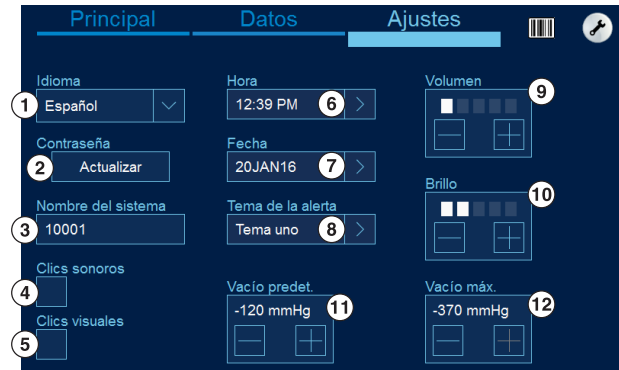 Principal Datos Ajustes
Idioma
1 Español
Contraseña
2 Actualizar
Nombre del sistema
3 10001
Clics sonoros
4
Clics visuales
5
Hora
12:39 PM 6
Fecha
20JAN16 7
Tema de la alerta
Tema uno 8
Vacío predet.
-120 mmHg 11
Volumen
9
Brillo
10
Vacío máx.
-370 mmHg 12